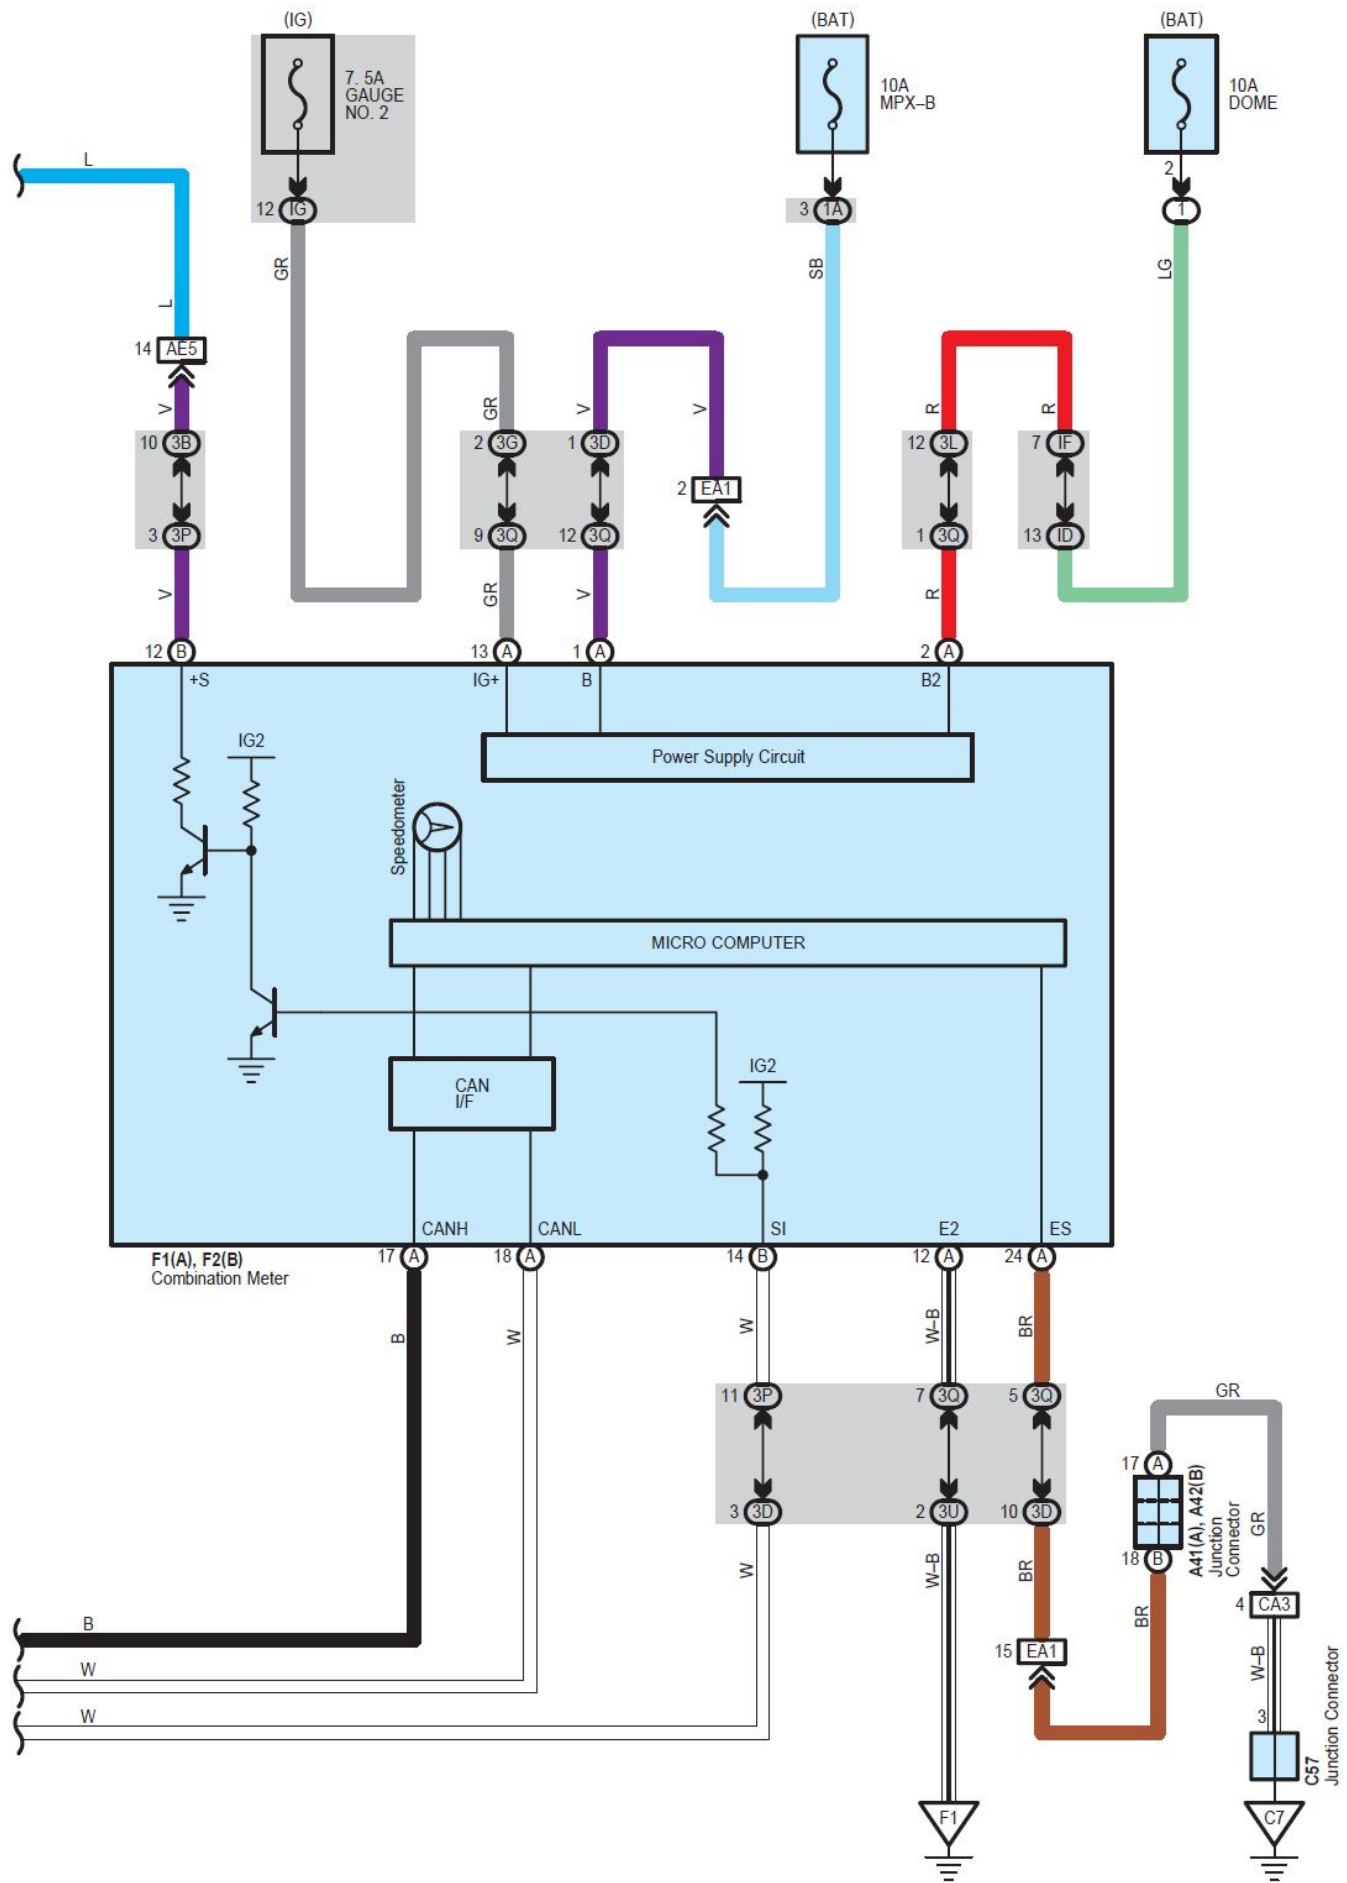 (IG)
(BAT)
(BAT)
7. 5A
GAUGE
NO. 2
10A
MPX–B
10A
DOME
L
2
12 IG
3 1A
1
GR
SB
LG
L
14 AE5
V
GR
V
V
R
R
10 3B
2 3G
1 3D
12 3L
7 IF
2 EA1
3 3P
9 3Q
12 3Q
1 3Q
13 ID
V
GR
V
R
12 B
13 A
1 A
2 A
+S
IG+
B
B2
IG2
Power Supply Circuit
Speedometer
MICRO COMPUTER
IG2
CAN
I/F
CANH
CANL
SI
E2
ES
F1(A), F2(B)
Combination Meter
17 A
18 A
14 B
12 A
24 A
B
W
W
W–B
BR
11 3P
7 3Q
5 3Q
GR
17 A
A41(A), A42(B)
Junction
Connector
GR
3 3D
2 3U
10 3D
18 B
W
W–B
BR
BR
4 CA3
B
15 EA1
W
W–B
W
3
C57
Junction Connector
F1
C7